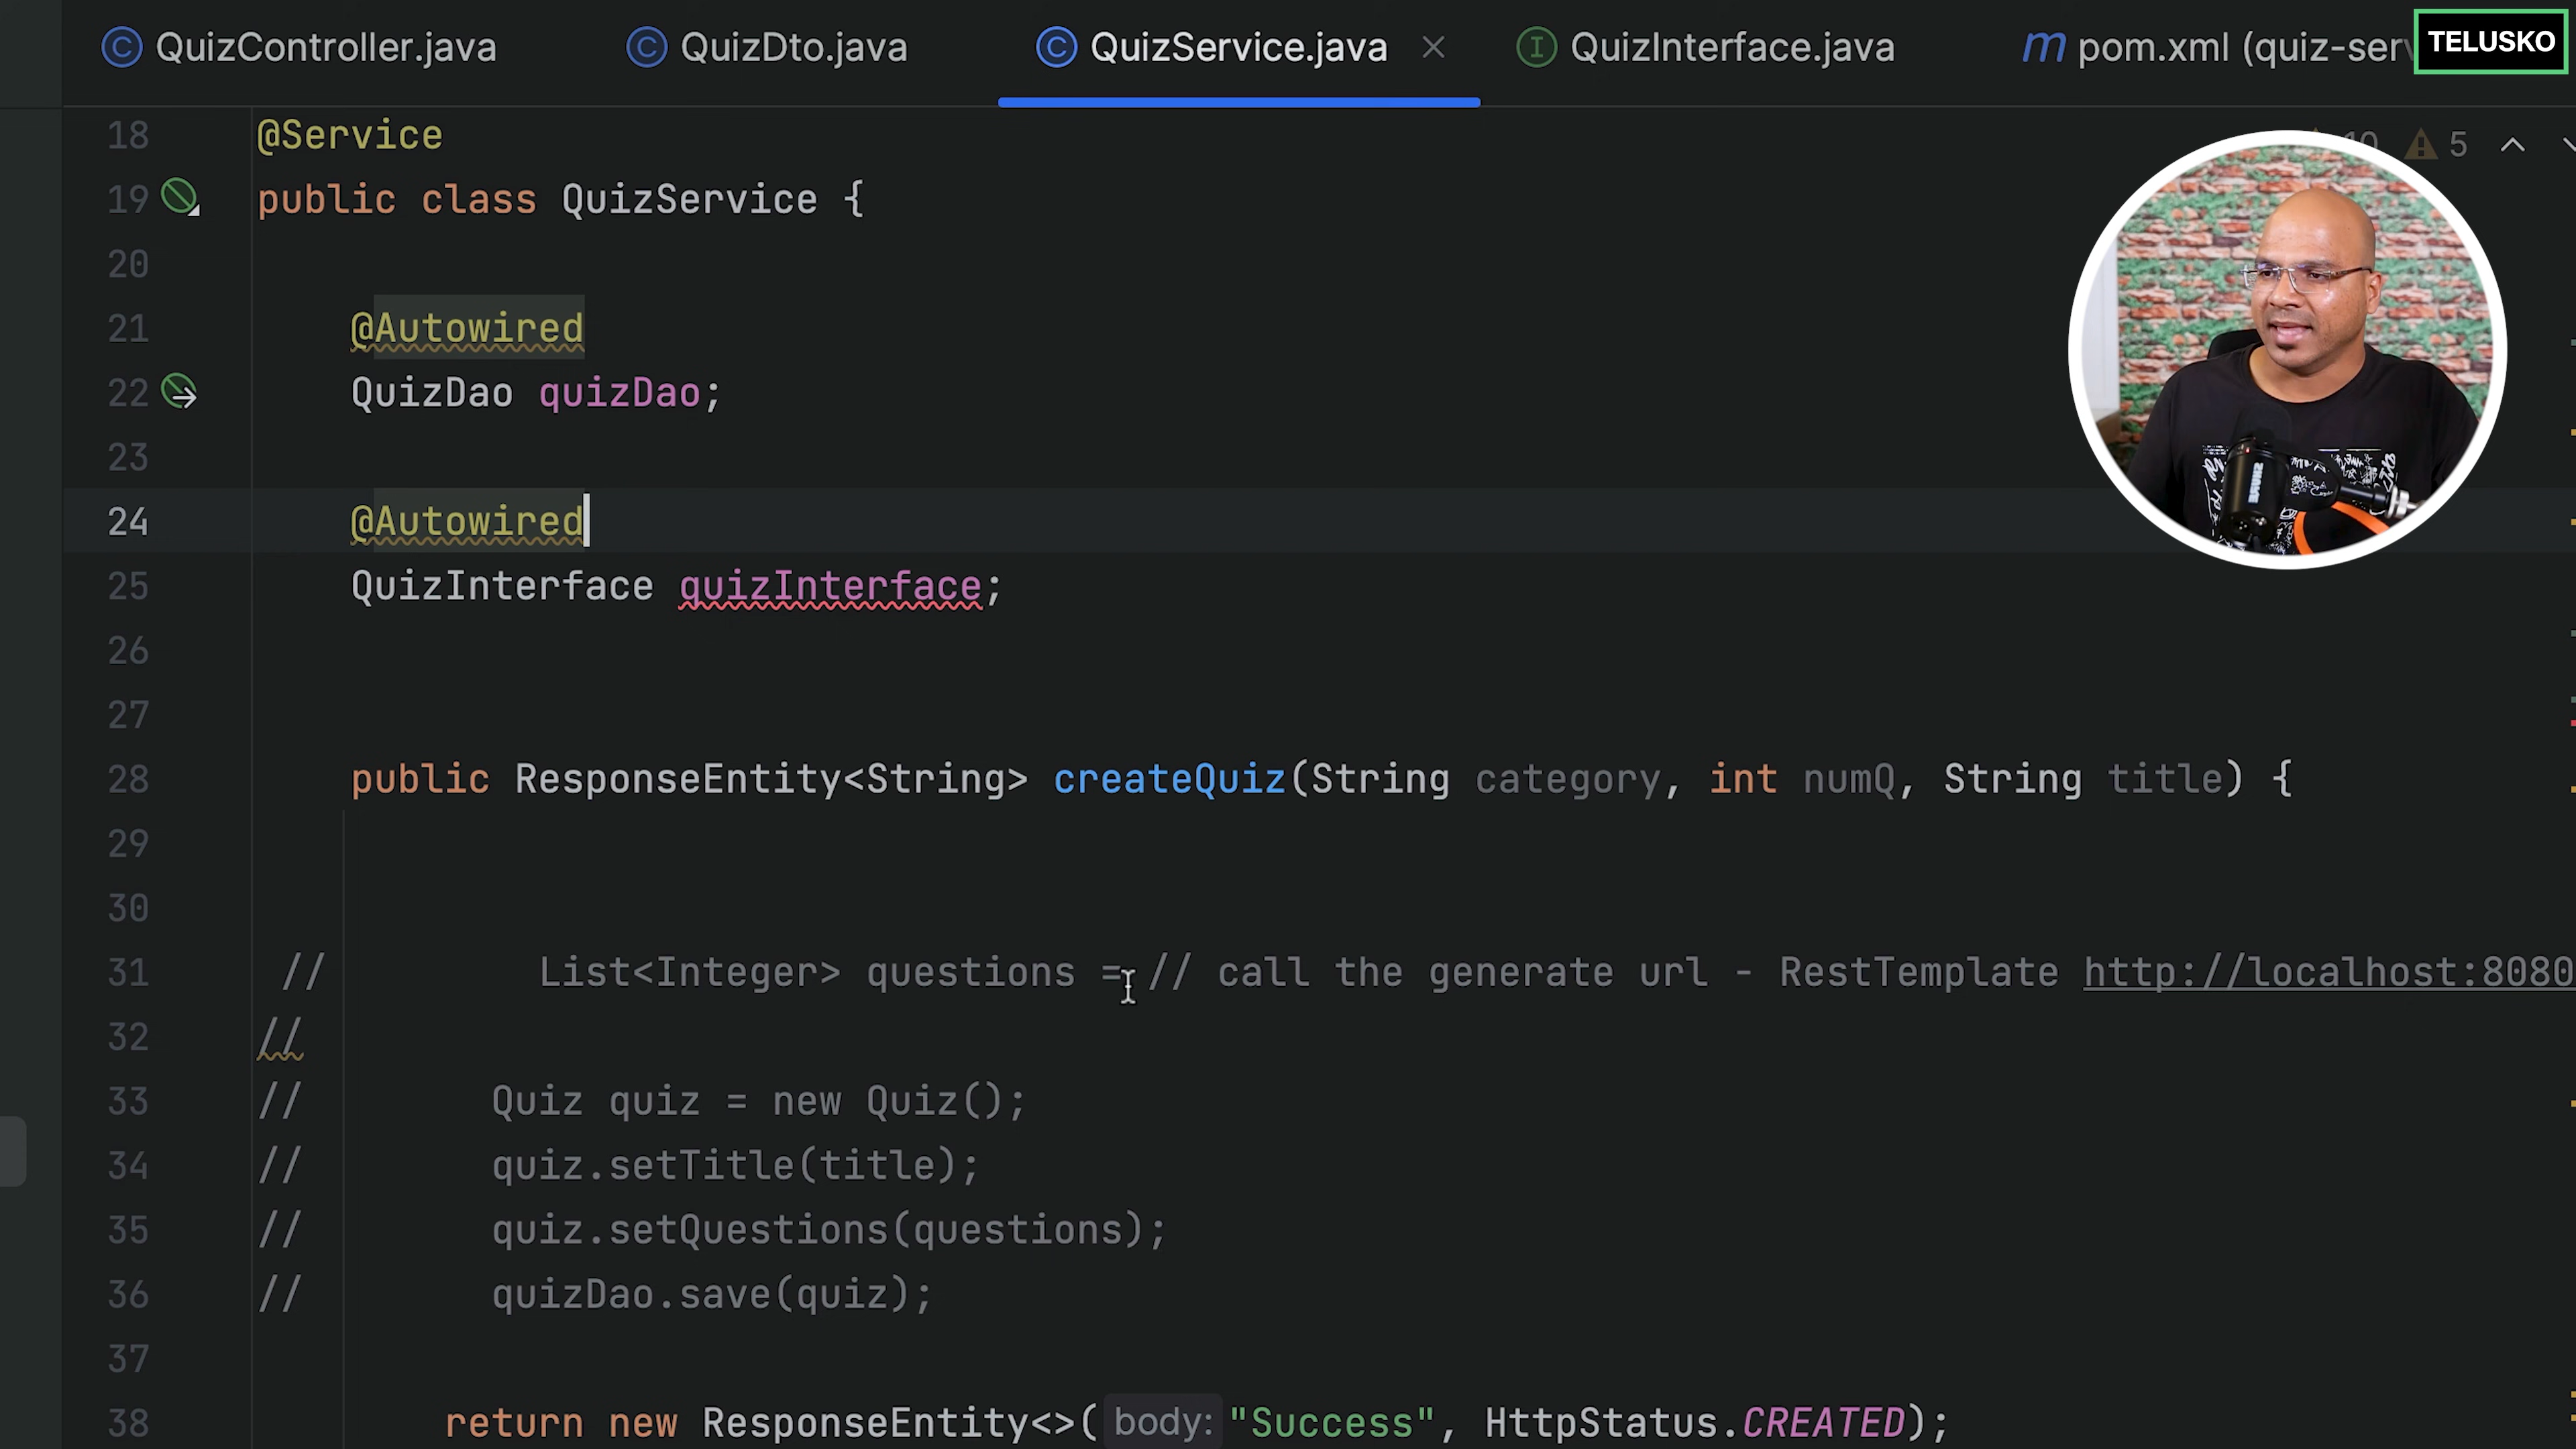 QuizController.java QuizDto.java QuizService.java QuizInterface.java m pom.xml (quiz-ser TELUSKO
18 @Service 10 5
19 public class QuizService {
20
21 @Autowired
22 QuizDao quizDao;
23
24 @Autowired
25 QuizInterface quizInterface;
26
27
28 public ResponseEntity<String> createQuiz(String category, int numQ, String title) {
29
30
31 // List<Integer> questions = // call the generate url - RestTemplate http://localhost:8080
32 //
33 // Quiz quiz = new Quiz();
34 // quiz.setTitle(title);
35 // quiz.setQuestions(questions);
36 // quizDao.save(quiz);
37
38 return new ResponseEntity<>( body: "Success", HttpStatus.CREATED);